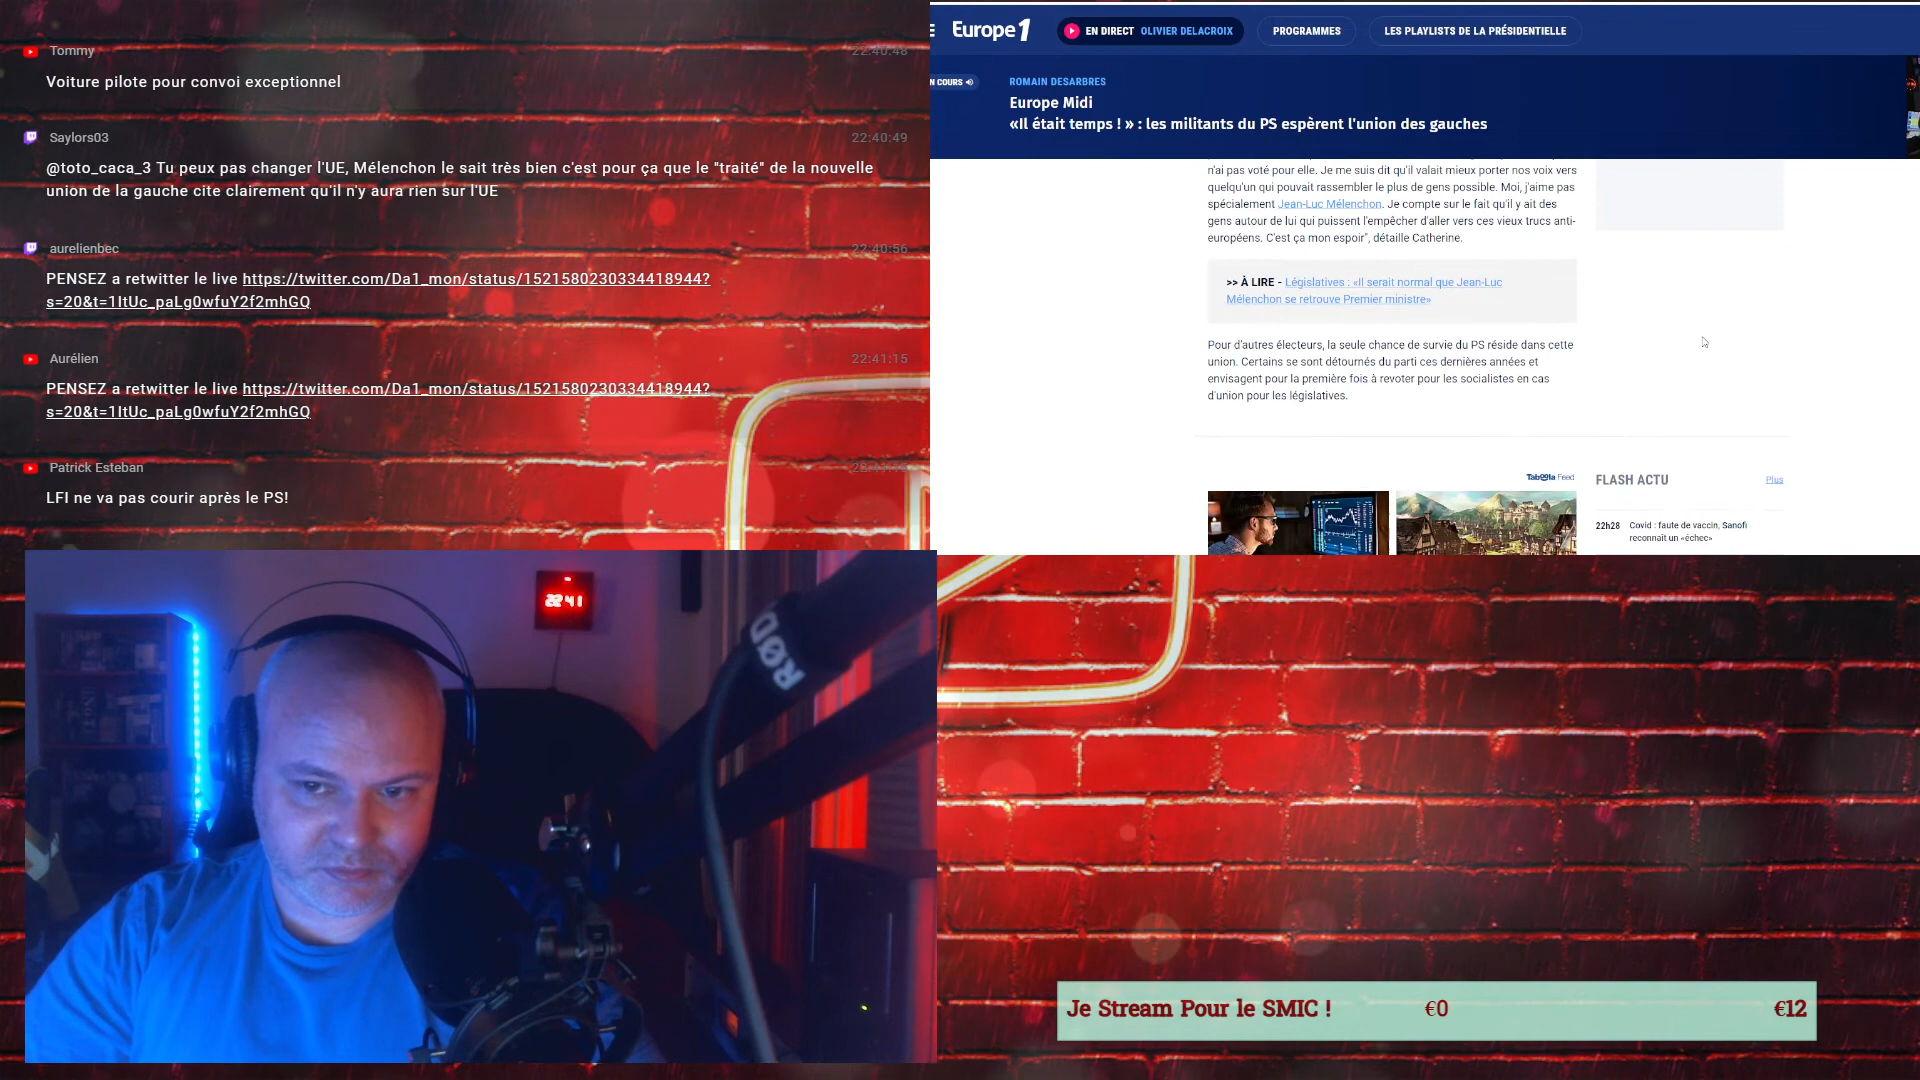 Tommy 22:40:48
Voiture pilote pour convoi exceptionnel
Saylors03 22:40:49
@toto_caca_3 Tu peux pas changer l'UE, Mélenchon le sait très bien c'est pour ça que le "traité" de la nouvelle
union de la gauche cite clairement qu'il n'y aura rien sur l'UE
aurelienbec 22:40:56
PENSEZ a retwitter le live https://twitter.com/Da1_mon/status/1521580230334418944?
s=20&t=1ItUc_paLg0wfuY2f2mhGQ
Aurélien 22:41:15
PENSEZ a retwitter le live https://twitter.com/Da1_mon/status/1521580230334418944?
s=20&t=1ItUc_paLg0wfuY2f2mhGQ
Patrick Esteban
LFI ne va pas courir après le PS!
Europe 1
EN DIRECT OLIVIER DELACROIX
PROGRAMMES
LES PLAYLISTS DE LA PRÉSIDENTIELLE
N COURS
ROMAIN DESARBRES
Europe Midi
«Il était temps ! » : les militants du PS espèrent l'union des gauches
n'ai pas voté pour elle. Je me suis dit qu'il valait mieux porter nos voix vers
quelqu'un qui pouvait rassembler le plus de gens possible. Moi, j'aime pas
spécialement Jean-Luc Mélenchon. Je compte sur le fait qu'il y ait des
gens autour de lui qui puissent l'empêcher d'aller vers ces vieux trucs anti-
européens. C'est ça mon espoir", détaille Catherine.
>> À LIRE - Législatives : «Il serait normal que Jean-Luc
Mélenchon se retrouve Premier ministre»
Pour d'autres électeurs, la seule chance de survie du PS réside dans cette
union. Certains se sont détournés du parti ces dernières années et
envisagent pour la première fois à revoter pour les socialistes en cas
d'union pour les législatives.
Taboola Feed
FLASH ACTU
Plus
22h28 Covid : faute de vaccin, Sanofi
reconnaît un «échec»
22 41
RØD
Je Stream Pour le SMIC ! €0 €12